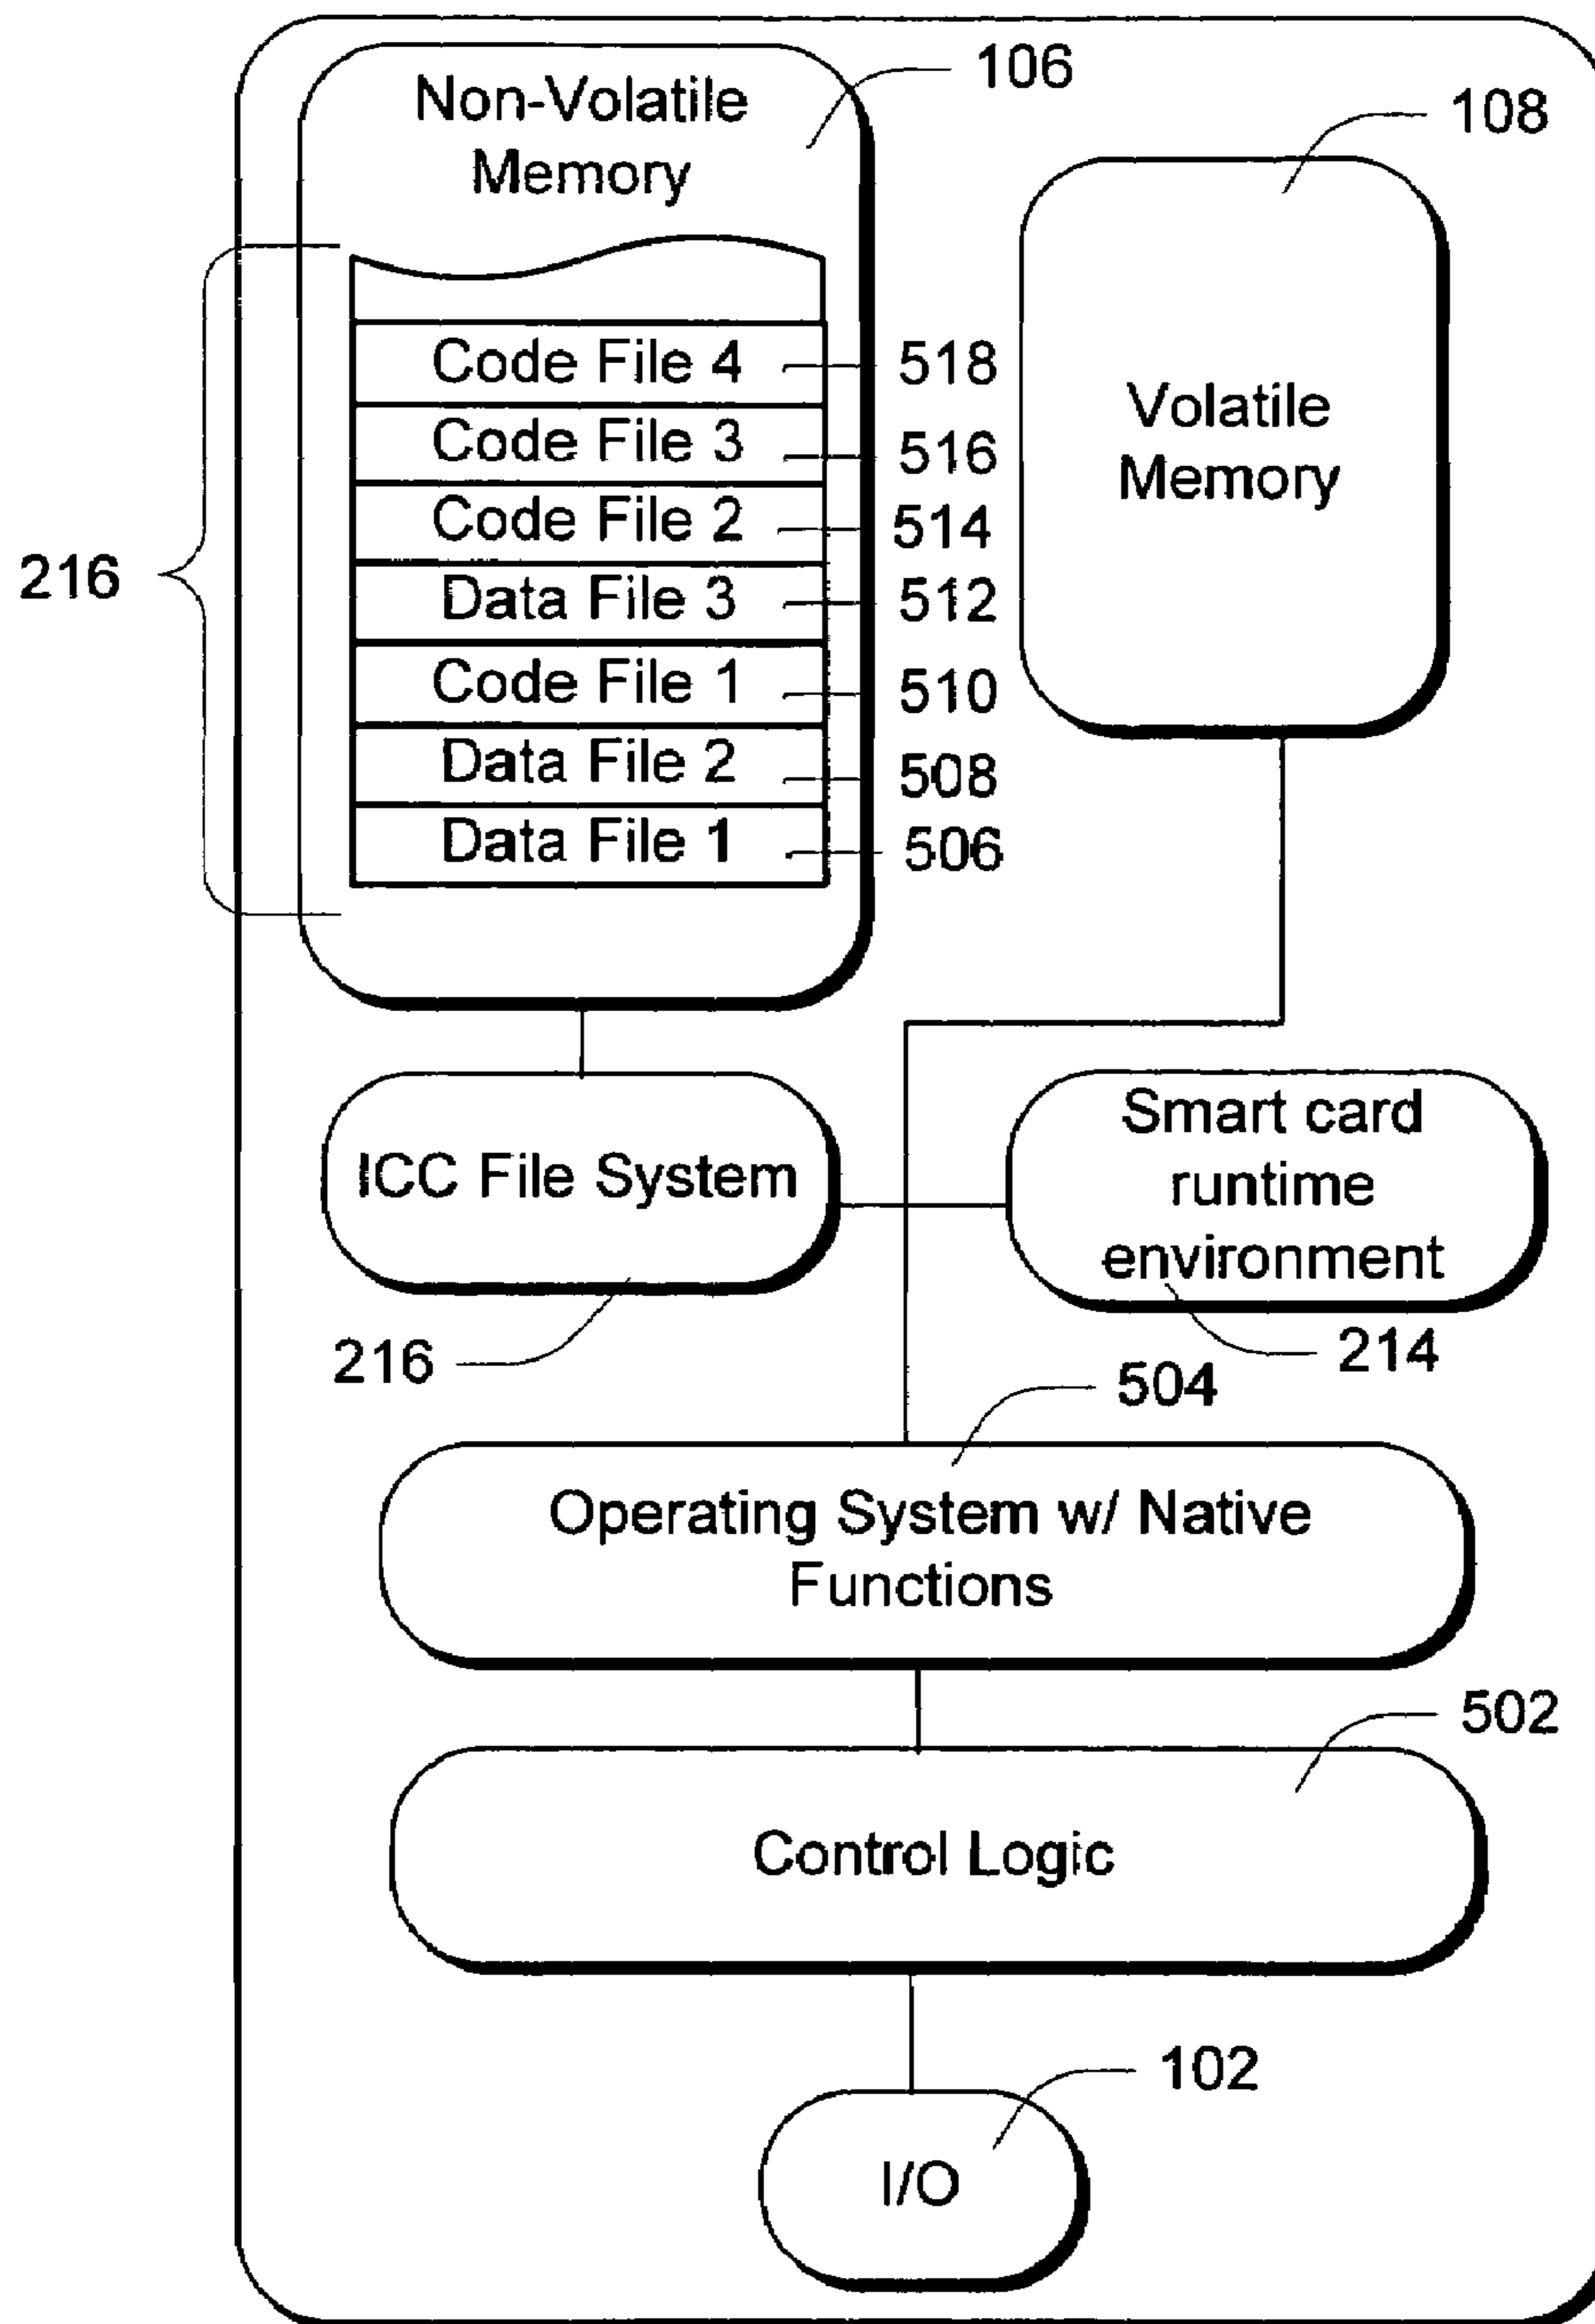 106
Non-Volatile
Memory
108
Code File 4
518
Code File 3
516
Code File 2
514
Data File 3
512
Code File 1
510
Data File 2
508
Data File 1
506
216
Volatile
Memory
ICC File System
216
Smart card
runtime
environment
214
504
Operating System w/ Native
Functions
502
Control Logic
102
I/O